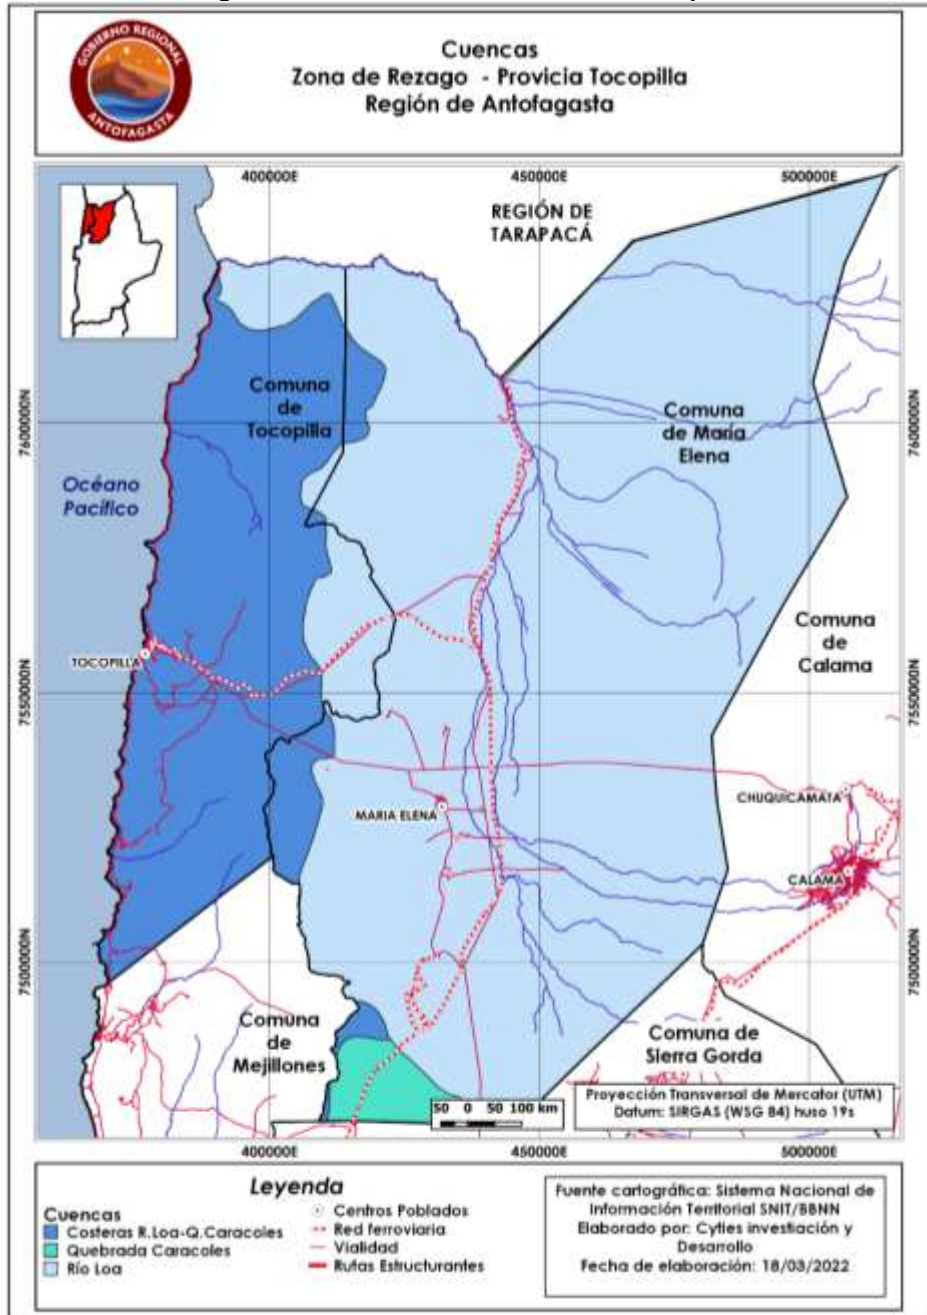 GOBIERNO REGIONAL
ANTOFAGASTA
Cuencas
Zona de Rezago - Provicia Tocopilla
Región de Antofagasta
400000E
450000E
500000E
REGIÓN DE
TARAPACÁ
Comuna
de
Tocopilla
Comuna
de María
Elena
7600000N
7600000N
Océano
Pacífico
Comuna
de
Calama
TOCOPILLA
7550000N
7550000N
CHUQUICAMATA
MARIA ELENA
CALAMA
7500000N
7500000N
Comuna
de
Mejillones
Comuna de
Sierra Gorda
50 0 50 100 km
Proyección Transversal de Mercator (UTM)
Datum: SIRGAS (WSG 84) huso 19s
400000E
450000E
500000E
Leyenda
Cuencas
Costeras R.Loa-Q.Caracoles
Quebrada Caracoles
Río Loa
Centros Poblados
Red ferroviaria
Vialidad
Rutas Estructurantes
Fuente cartográfica: Sistema Nacional de
Información Territorial SNIT/BBNN
Elaborado por: Cyties investiación y
Desarrollo
Fecha de elaboración: 18/03/2022